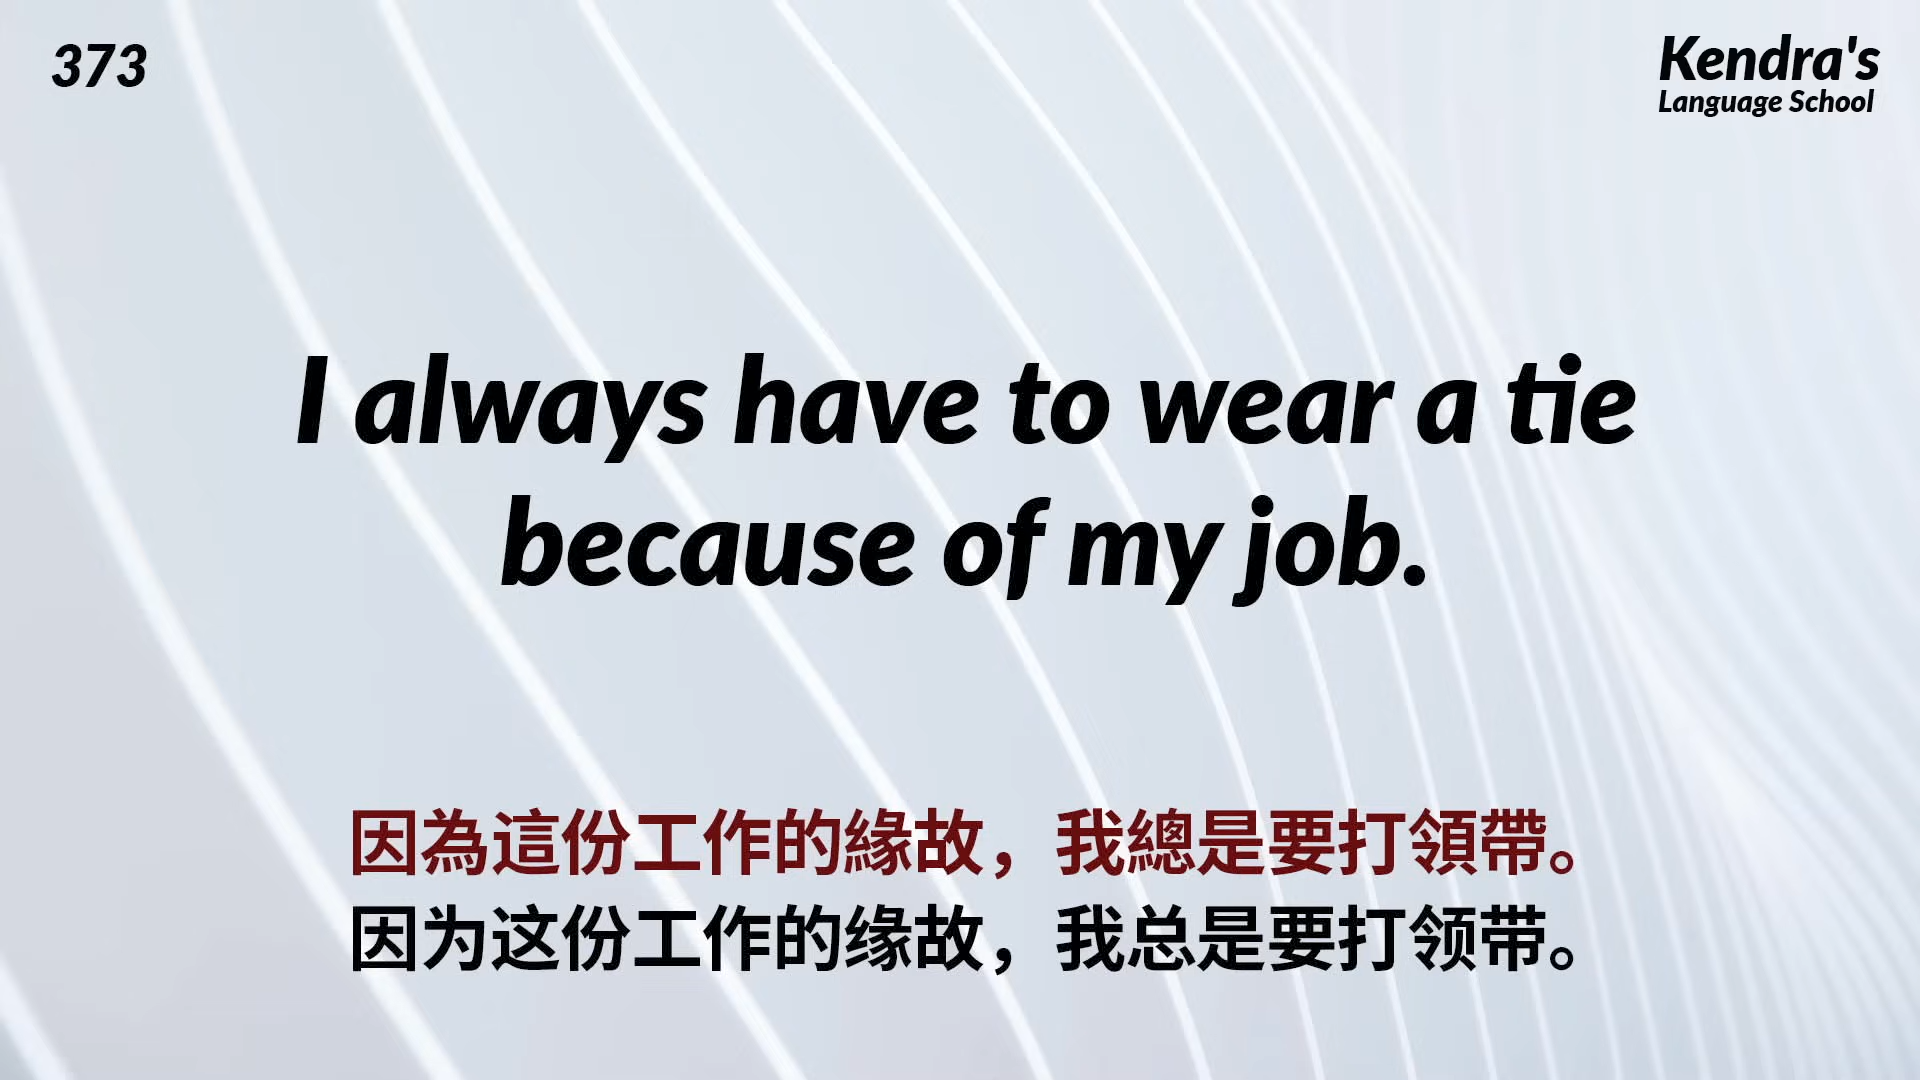 373
Kendra's
Language School
I always have to wear a tie
because of my job.
因為這份工作的緣故，我總是要打領帶。
因为这份工作的缘故，我总是要打领带。